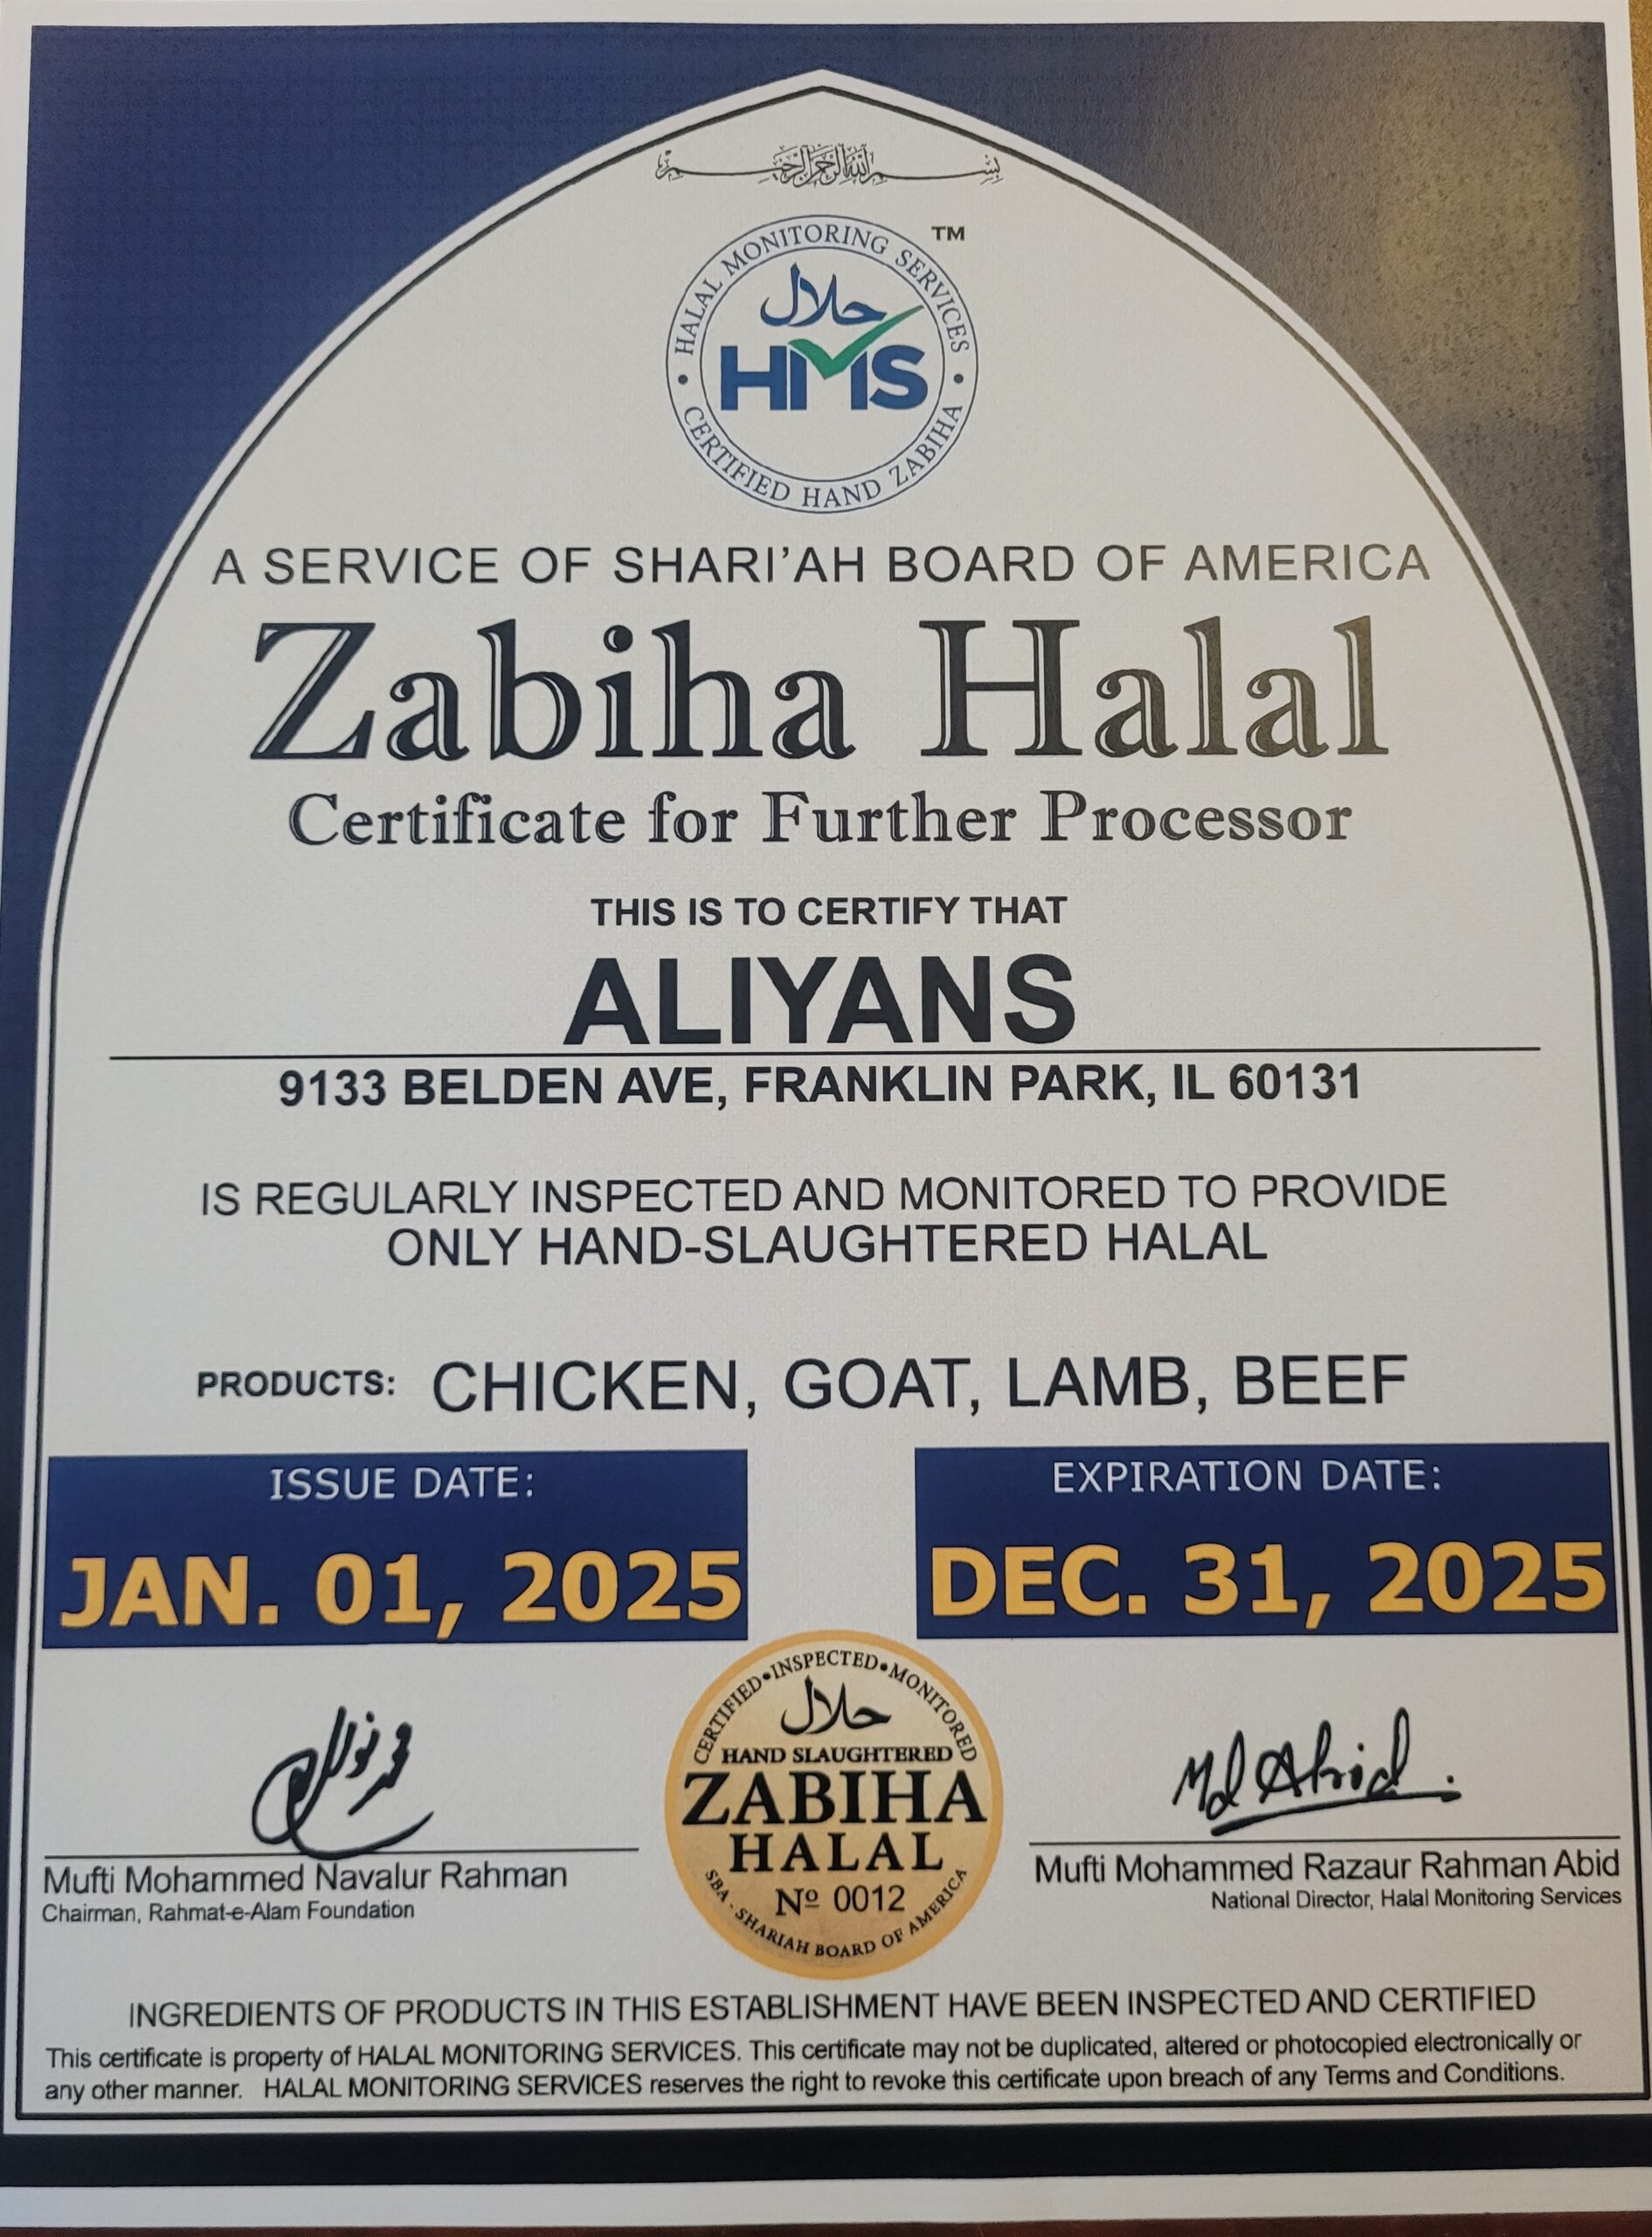 بسم الله الرحمن الرحيم
HALAL MONITORING SERVICES
TM
حلال
HMS
CERTIFIED HAND ZABIHA
A SERVICE OF SHARI'AH BOARD OF AMERICA
Zabiha Halal
Certificate for Further Processor
THIS IS TO CERTIFY THAT
ALIYANS
9133 BELDEN AVE, FRANKLIN PARK, IL 60131
IS REGULARLY INSPECTED AND MONITORED TO PROVIDE
ONLY HAND-SLAUGHTERED HALAL
PRODUCTS: CHICKEN, GOAT, LAMB, BEEF
ISSUE DATE:
JAN. 01, 2025
EXPIRATION DATE:
DEC. 31, 2025
CERTIFIED•INSPECTED•MONITORED
حلال
HAND SLAUGHTERED
ZABIHA
HALAL
Nº 0012
SBA - SHARIAH BOARD OF AMERICA
Md Abid
Mufti Mohammed Navalur Rahman
Chairman, Rahmat-e-Alam Foundation
Mufti Mohammed Razaur Rahman Abid
National Director, Halal Monitoring Services
INGREDIENTS OF PRODUCTS IN THIS ESTABLISHMENT HAVE BEEN INSPECTED AND CERTIFIED
This certificate is property of HALAL MONITORING SERVICES. This certificate may not be duplicated, altered or photocopied electronically or
any other manner. HALAL MONITORING SERVICES reserves the right to revoke this certificate upon breach of any Terms and Conditions.